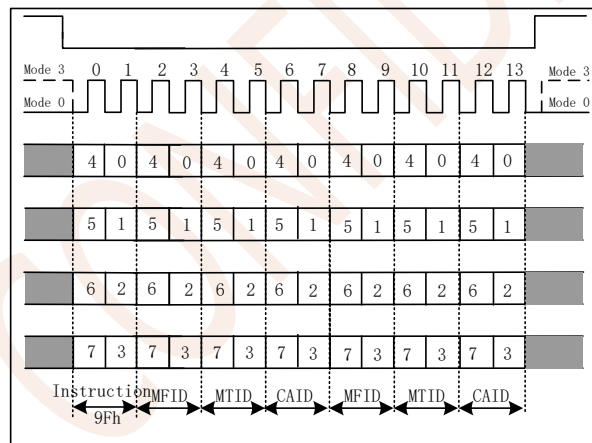 Mode 3 0 1 2 3 4 5 6 7 8 9 10 11 12 13 Mode 3
Mode 0 Mode 0
4 0 4 0 4 0 4 0 4 0 4 0 4 0
5 1 5 1 5 1 5 1 5 1 5 1 5 1
6 2 6 2 6 2 6 2 6 2 6 2 6 2
7 3 7 3 7 3 7 3 7 3 7 3 7 3
Instruction MFID MTID CAID MFID MTID CAID
9Fh